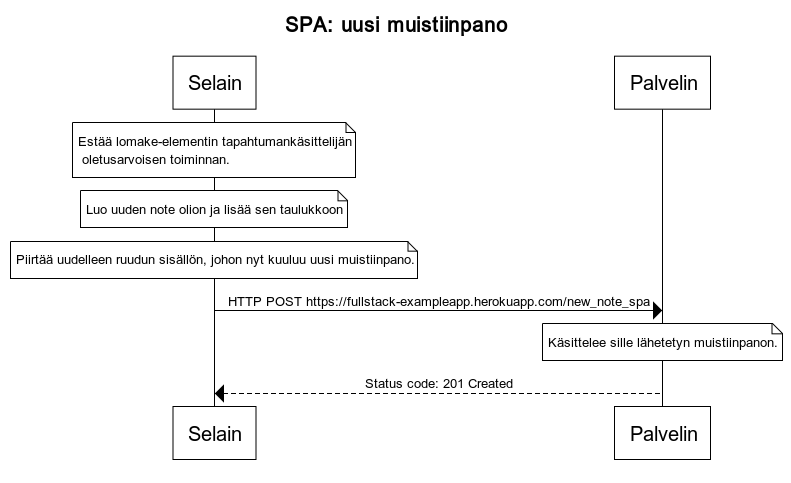 SPA: uusi muistiinpano
Selain
Palvelin
Estää lomake-elementin tapahtumankäsittelijän
oletusarvoisen toiminnan.
Luo uuden note olion ja lisää sen taulukkoon
Piirtää uudelleen ruudun sisällön, johon nyt kuuluu uusi muistiinpano.
HTTP POST https://fullstack-exampleapp.herokuapp.com/new_note_spa
Käsittelee sille lähetetyn muistiinpanon.
Status code: 201 Created
Selain
Palvelin